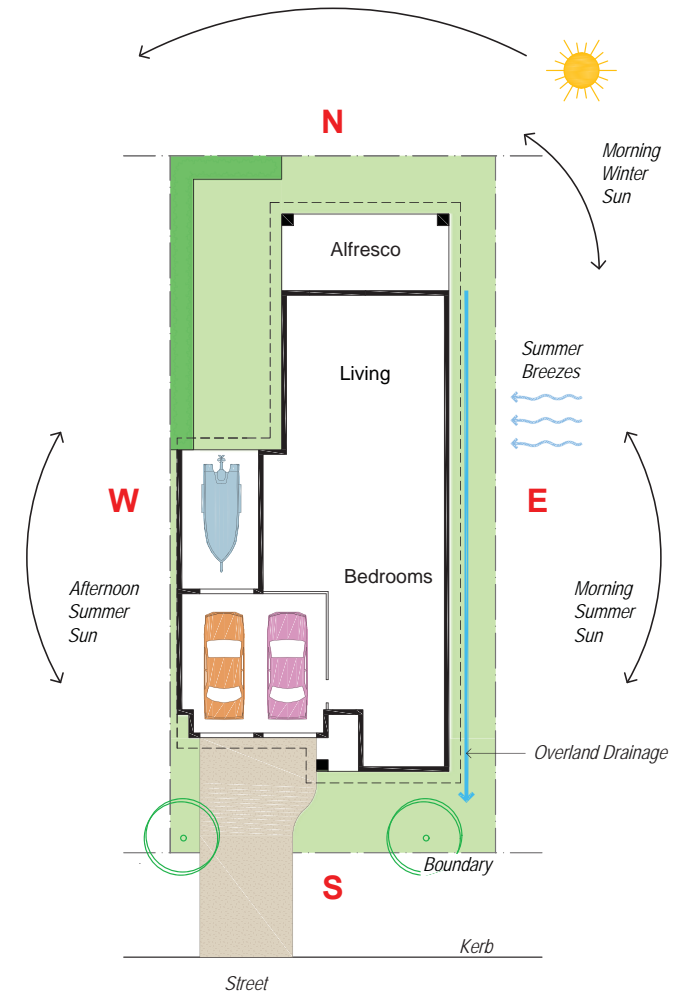 N
Morning
Winter
Sun
Alfresco
Living
Summer
Breezes
W
E
Bedrooms
Afternoon
Summer
Sun
Morning
Summer
Sun
Overland Drainage
Boundary
S
Kerb
Street